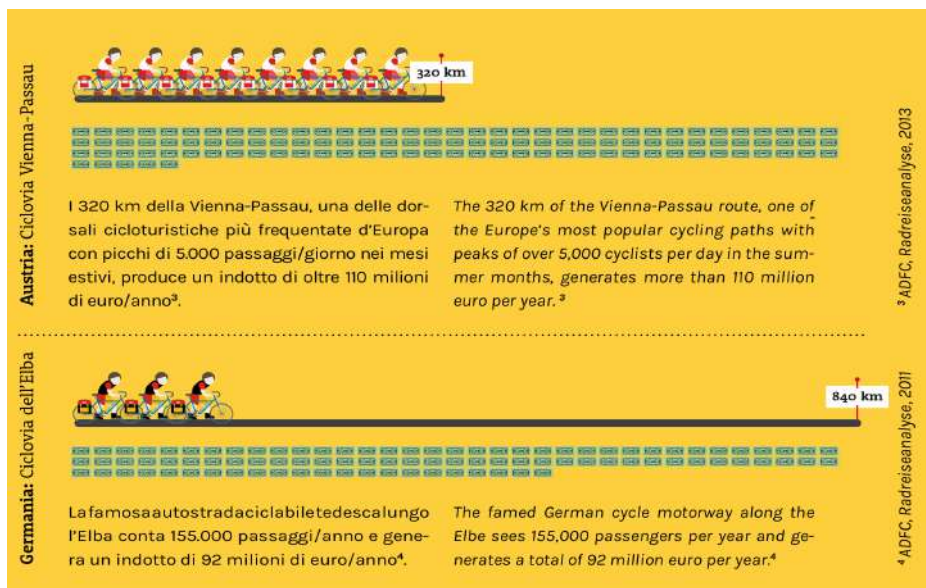 Austria: Ciclovia Vienna-Passau
320 km
I 320 km della Vienna-Passau, una delle dor-
sali cicloturistiche più frequentate d'Europa
con picchi di 5.000 passaggi/giorno nei mesi
estivi, produce un indotto di oltre 110 milioni
di euro/anno³.
The 320 km of the Vienna-Passau route, one of
the Europe's most popular cycling paths with
peaks of over 5,000 cyclists per day in the sum-
mer months, generates more than 110 million
euro per year. ³
³ ADFC, Radreiseanalyse, 2013
Germania: Ciclovia dell'Elba
840 km
La famosa autostrada ciclabile tedesca lungo
l'Elba conta 155.000 passaggi/anno e gene-
ra un indotto di 92 milioni di euro/anno⁴.
The famed German cycle motorway along the
Elbe sees 155,000 passengers per year and ge-
nerates a total of 92 million euro per year.⁴
⁴ ADFC, Radreiseanalyse, 2011